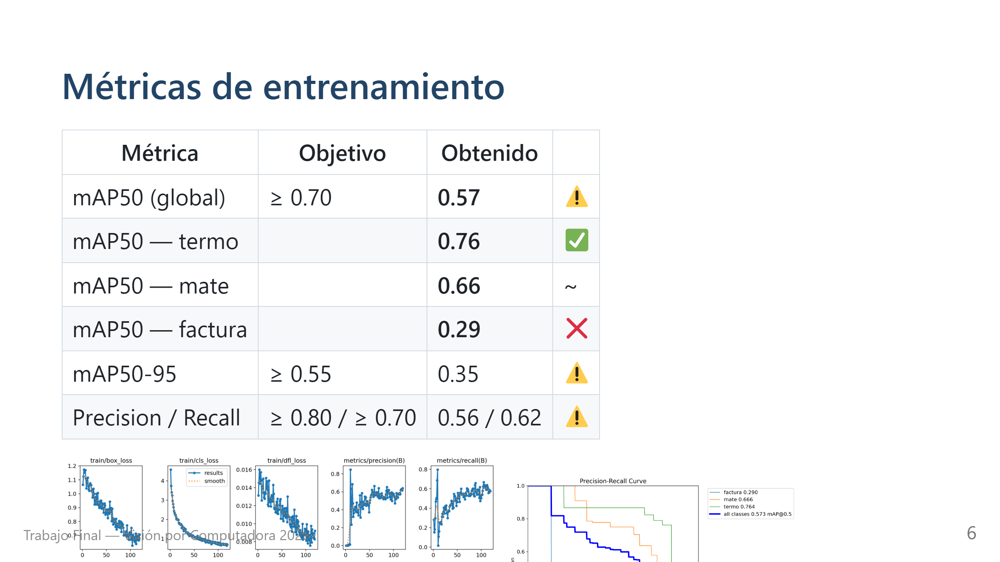 Métricas de entrenamiento
Métrica Objetivo Obtenido
mAP50 (global) ≥ 0.70 0.57 ⚠️
mAP50 — termo 0.76 ✅
mAP50 — mate 0.66 ~
mAP50 — factura 0.29 ❌
mAP50-95 ≥ 0.55 0.35 ⚠️
Precision / Recall ≥ 0.80 / ≥ 0.70 0.56 / 0.62 ⚠️
train/box_loss
1.2
1.1
1.0
0.9
0.8
0.7
0 50 100
train/cls_loss
results
smooth
4
3
2
1
0 50 100
train/dfl_loss
0.016
0.014
0.012
0.010
0.008
0 50 100
metrics/precision(B)
0.8
0.6
0.4
0.2
0.0
0 50 100
metrics/recall(B)
0.8
0.6
0.4
0.2
0.0
0 50 100
Precision-Recall Curve
1.0
0.8
0.6
factura 0.290
mate 0.666
termo 0.764
all classes 0.573 mAP@0.5
Trabajo Final — Visión por Computadora
6